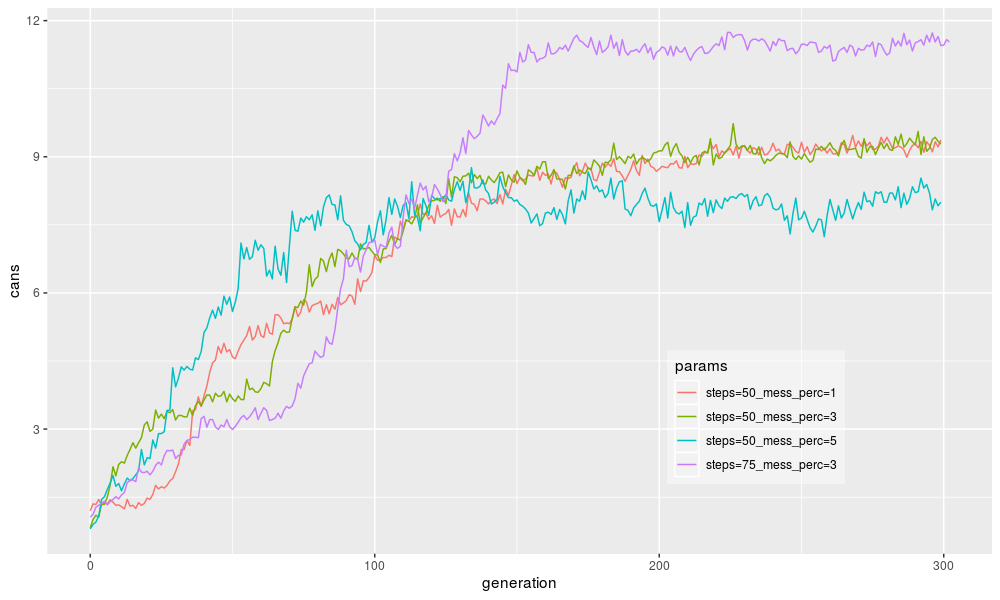 12
9
6
3
cans
0
100
200
300
generation
params
steps=50_mess_perc=1
steps=50_mess_perc=3
steps=50_mess_perc=5
steps=75_mess_perc=3